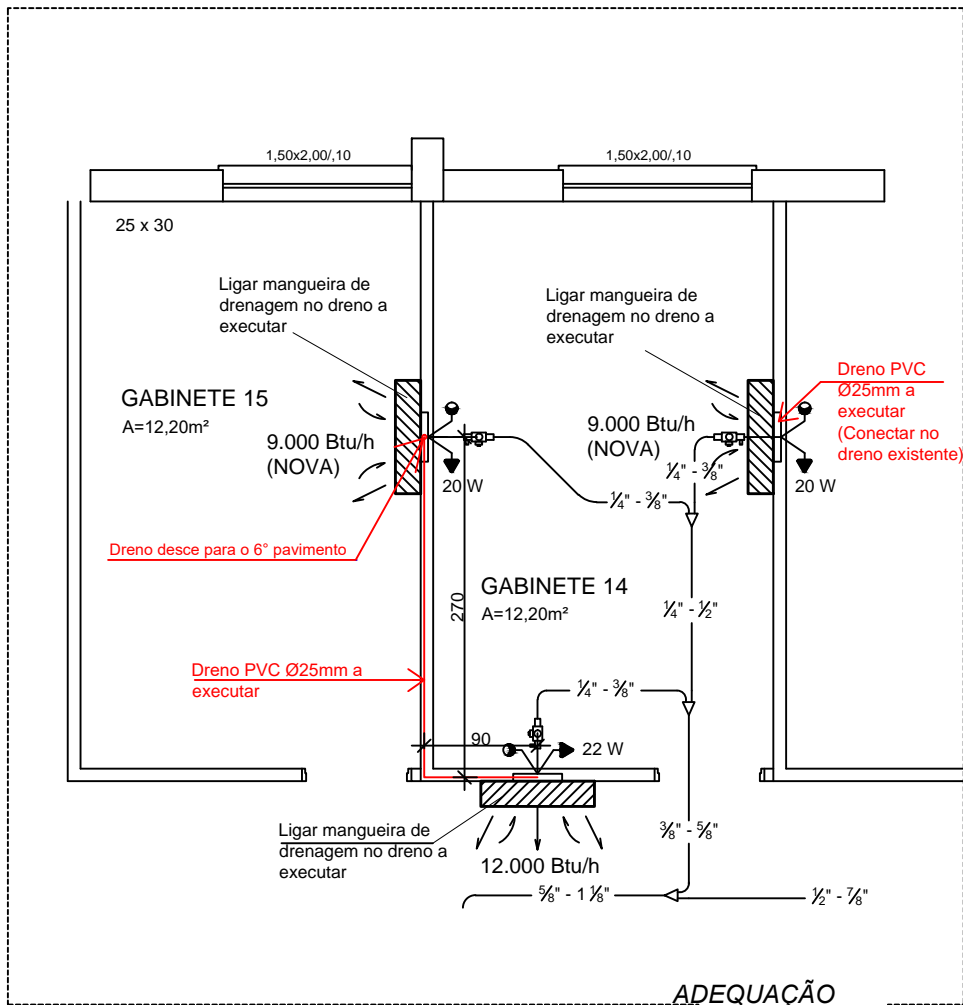 1,50x2,00/,10
1,50x2,00/,10
25 x 30
Ligar mangueira de
drenagem no dreno a
executar
Ligar mangueira de
drenagem no dreno a
executar
Dreno PVC
Ø25mm a
executar
(Conectar no
dreno existente)
GABINETE 15
A=12,20m²
9.000 Btu/h
(NOVA)
9.000 Btu/h
(NOVA)
20 W
20 W
¼" - ⅜"
¼" - ⅜"
Dreno desce para o 6° pavimento
GABINETE 14
A=12,20m²
270
¼" - ½"
Dreno PVC Ø25mm a
executar
¼" - ⅜"
90
22 W
Ligar mangueira de
drenagem no dreno a
executar
12.000 Btu/h
⅜" - ⅝"
⅝" - 1 ⅛"
½" - ⅞"
ADEQUAÇÃO